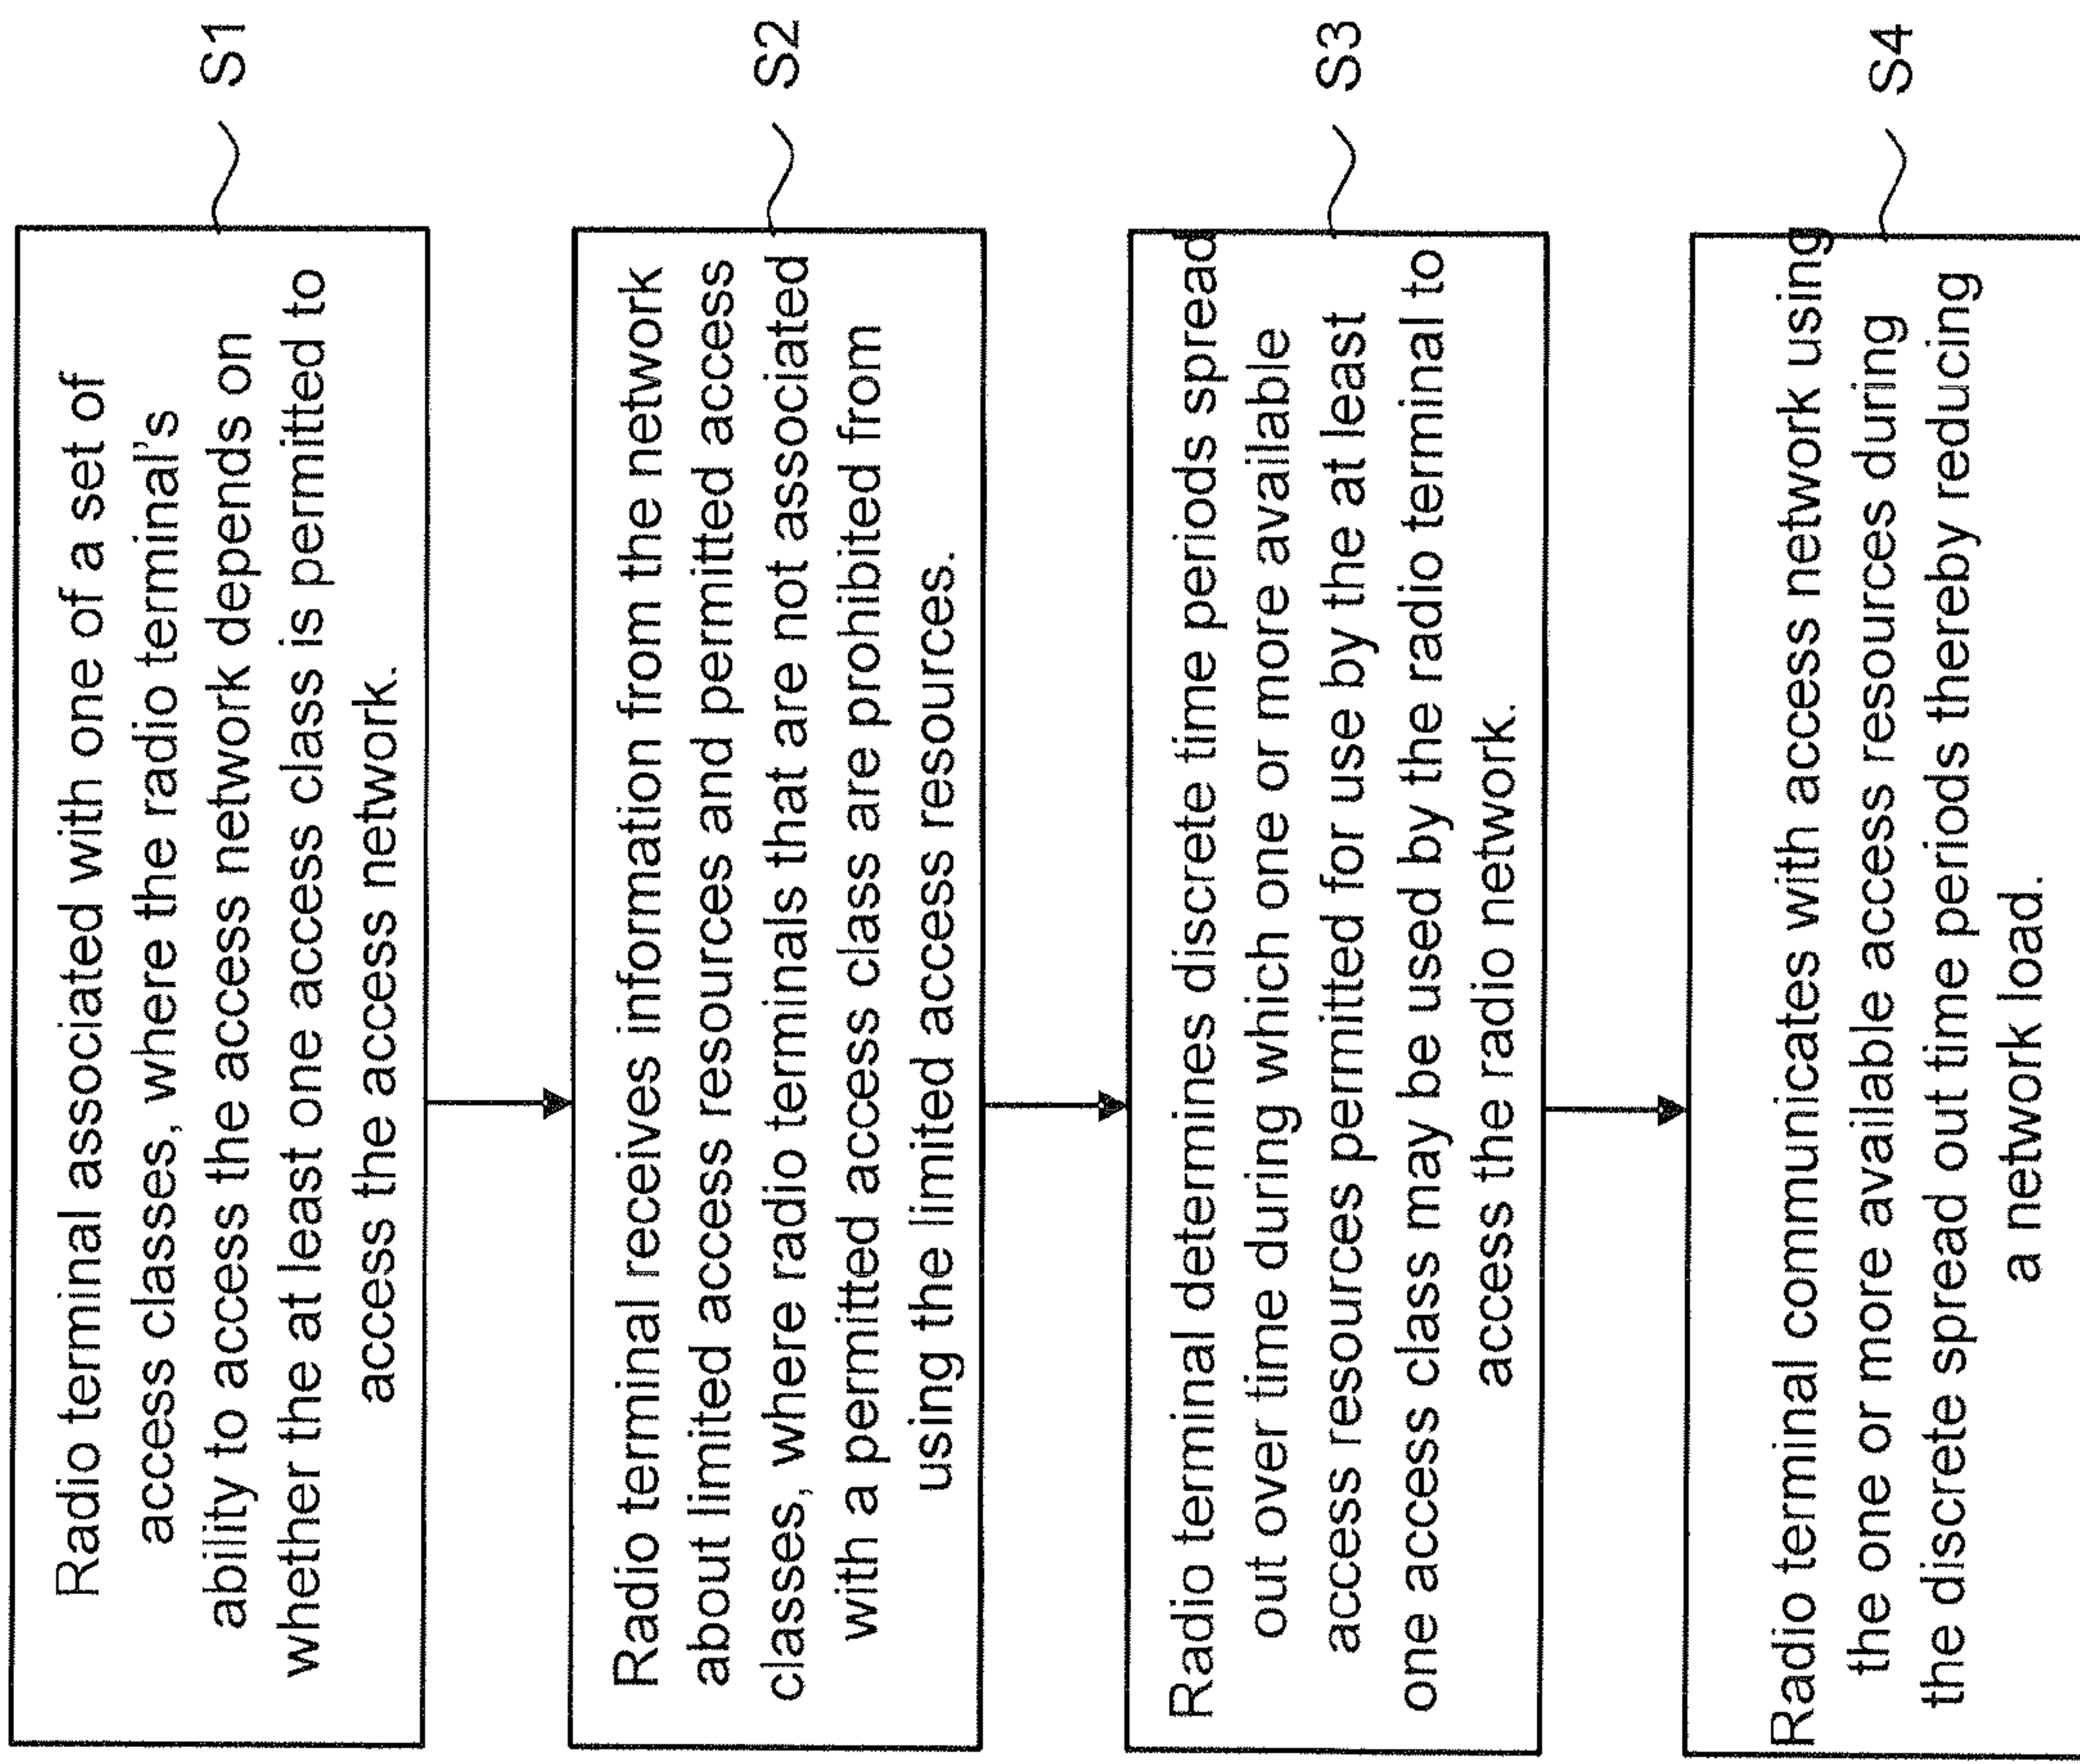 Radio terminal associated with one of a set of
access classes, where the radio terminal's
ability to access the access network depends on
whether the at least one access class is permitted to
access the access network.
S1
Radio terminal receives information from the network
about limited access resources and permitted access
classes, where radio terminals that are not associated
with a permitted access class are prohibited from
using the limited access resources.
S2
Radio terminal determines discrete time periods spread
out over time during which one or more available
access resources permitted for use by the at least
one access class may be used by the radio terminal to
access the radio network.
S3
Radio terminal communicates with access network using
the one or more available access resources during
the discrete spread out time periods thereby reducing
a network load.
S4